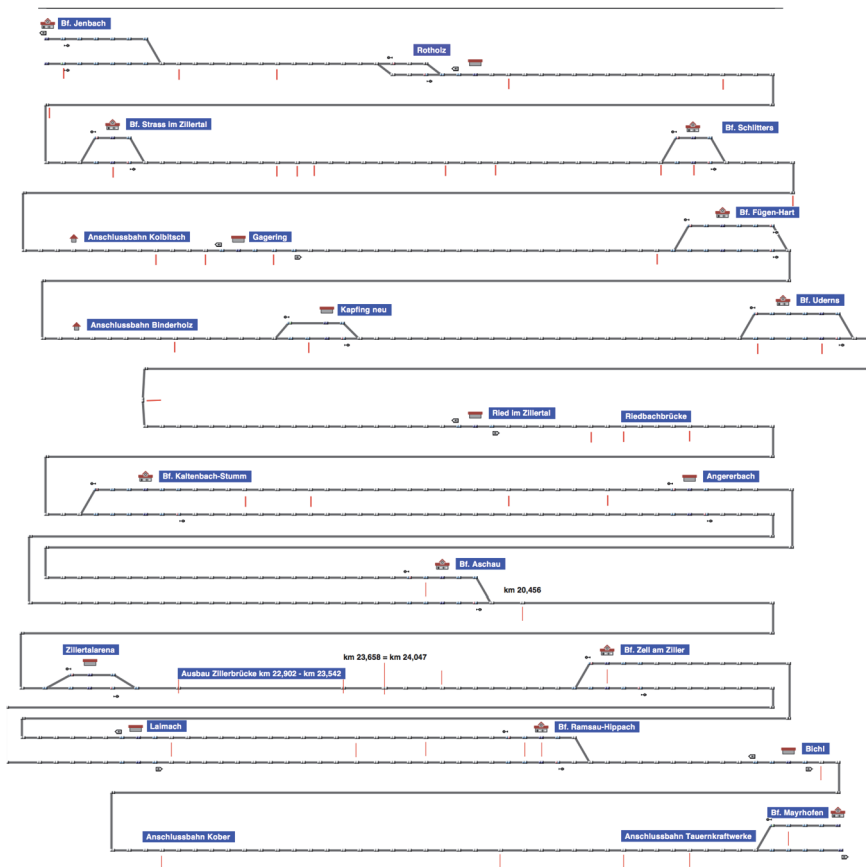 Bf. Jenbach
Rotholz
Bf. Strass im Zillertal
Bf. Schlitters
Bf. Fügen-Hart
Anschlussbahn Kolbitsch
Gagering
Bf. Uderns
Kapfing neu
Anschlussbahn Binderholz
Ried im Zillertal
Riedbachbrücke
Bf. Kaltenbach-Stumm
Angererbach
Bf. Aschau
km 20,456
Zillertalarena
km 23,658 = km 24,047
Bf. Zell am Ziller
Ausbau Zillerbrücke km 22,902 - km 23,542
Laimach
Bf. Ramsau-Hippach
Bichl
Bf. Mayrhofen
Anschlussbahn Kober
Anschlussbahn Tauernkraftwerke